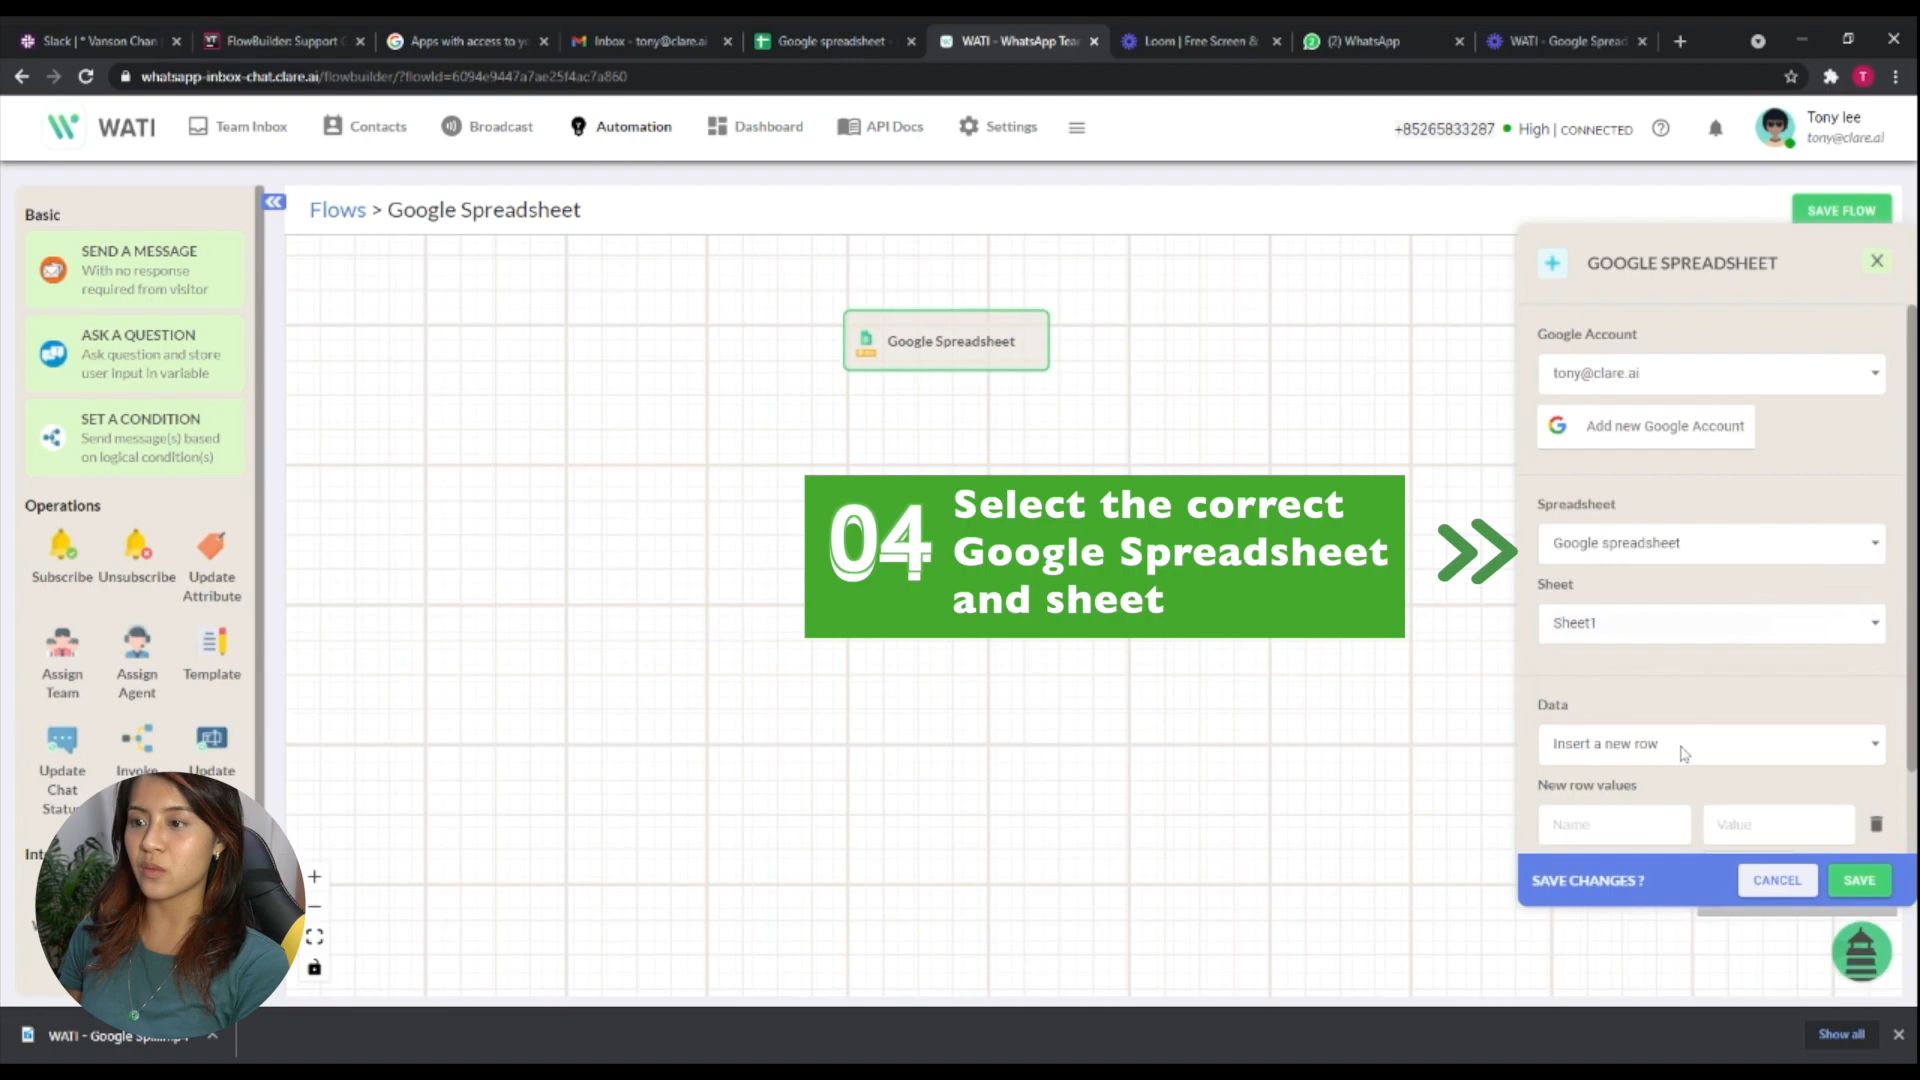 Slack | * Vanson Chan
FlowBuilder: Support
Apps with access to yo
Inbox - tony@clare.ai
Google spreadsheet -
WATI - WhatsApp Tea
Loom | Free Screen &
(2) WhatsApp
WATI - Google Spread
T
whatsapp-inbox-chat.clare.ai/flowbuilder/?flowId=6094e9447a7ae25f4ac7a860
WATI
Team Inbox
Contacts
Broadcast
Automation
Dashboard
API Docs
Settings
+85265833287
High | CONNECTED
Tony lee
tony@clare.ai
Basic
SEND A MESSAGE
With no response
required from visitor
ASK A QUESTION
Ask question and store
user input in variable
SET A CONDITION
Send message(s) based
on logical condition(s)
Operations
Subscribe
Unsubscribe
Update
Attribute
Assign
Team
Assign
Agent
Template
Update
Chat
Invoke
Update
Flows > Google Spreadsheet
SAVE FLOW
Google Spreadsheet
04
Select the correct
Google Spreadsheet
and sheet
GOOGLE SPREADSHEET
X
Google Account
tony@clare.ai
Add new Google Account
Spreadsheet
Google spreadsheet
Sheet
Sheet1
Data
Insert a new row
New row values
Name
Value
SAVE CHANGES ?
CANCEL
SAVE
WATI - Google
Show all